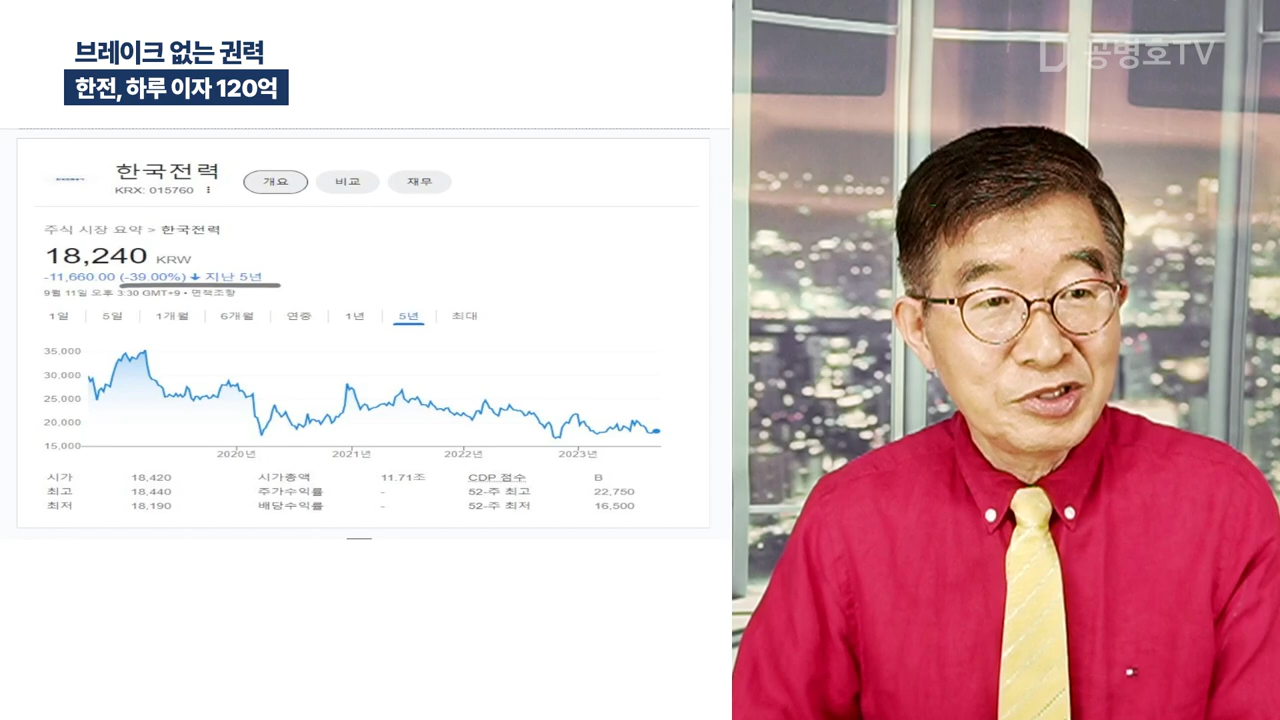 브레이크 없는 권력
한전, 하루 이자 120억
공병호TV
한국전력
KRX: 015760
개요 비교 재무
주식 시장 요약 > 한국전력
18,240 KRW
-11,660.00 (-39.00%) ↓ 지난 5년
9월 11일 오후 3:30 GMT+9 • 면책조항
1일 5일 1개월 6개월 연중 1년 5년 최대
35,000
30,000
25,000
20,000
15,000
2020년 2021년 2022년 2023년
시가 18,420 시가총액 11.71조 CDP 점수 B
최고 18,440 주가수익률 - 52-주 최고 22,750
최저 18,190 배당수익률 - 52-주 최저 16,500